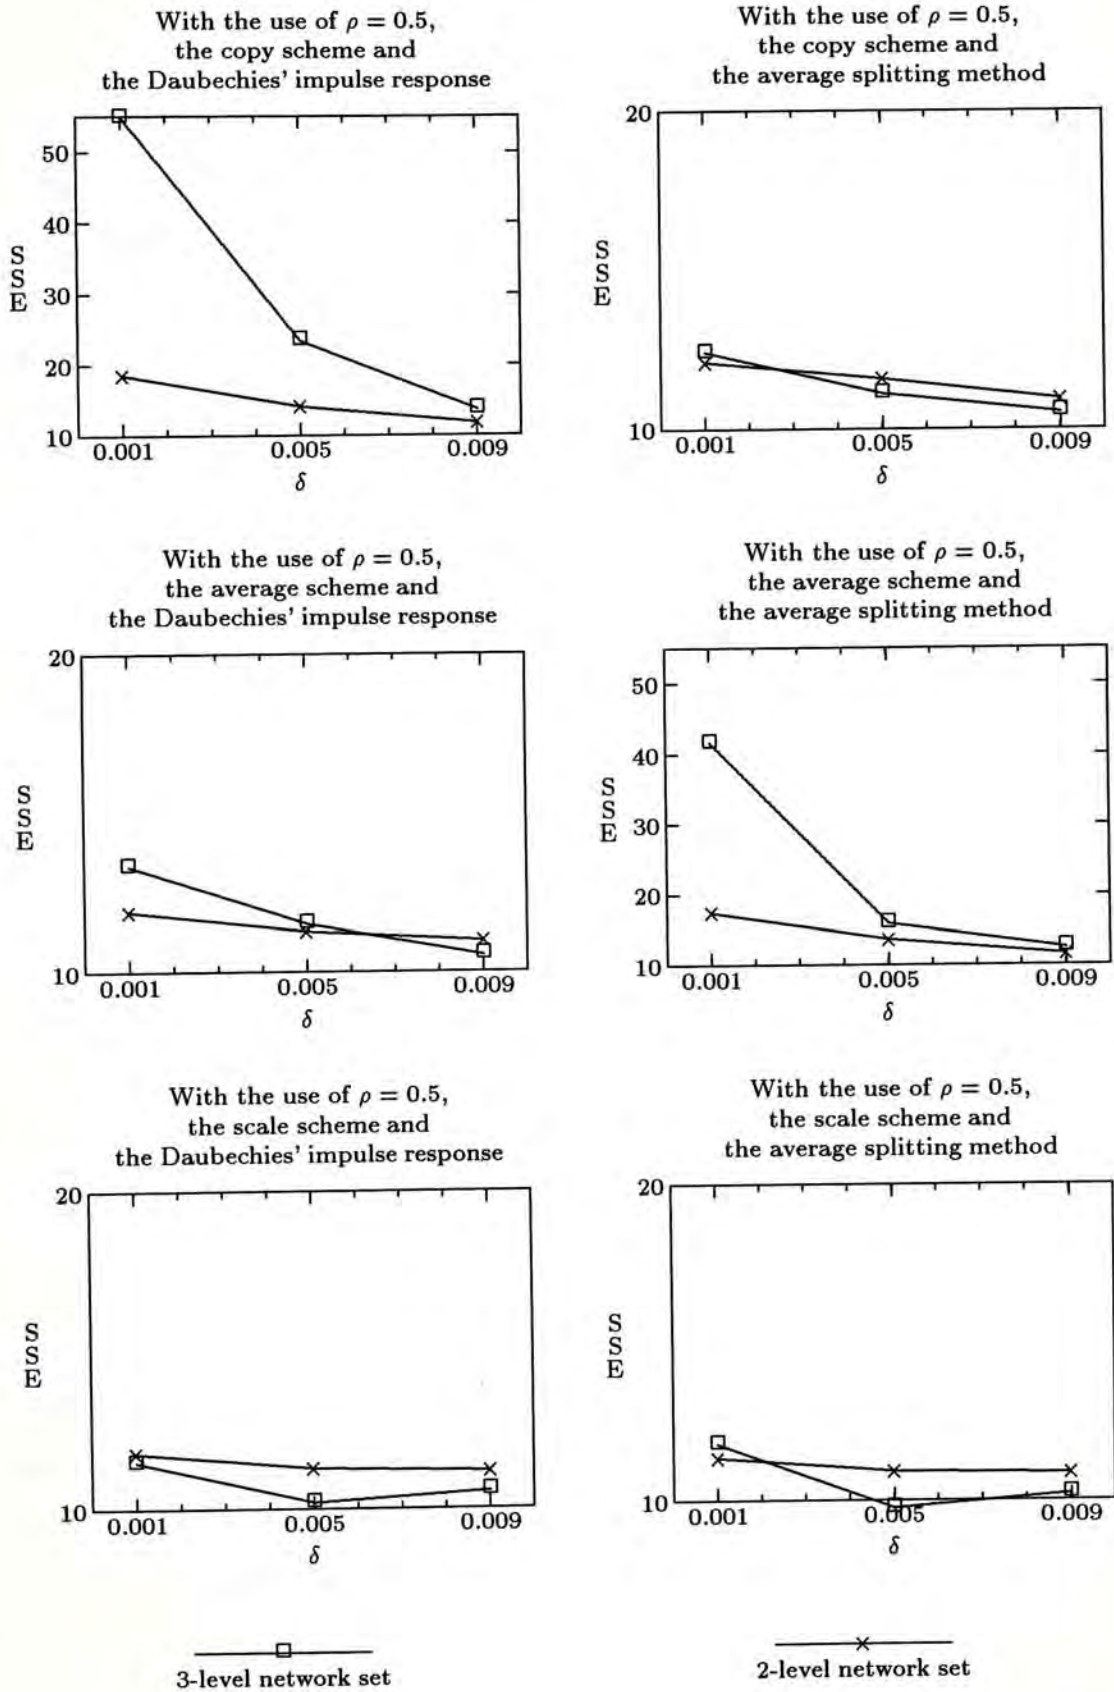 With the use of ρ = 0.5,
the copy scheme and
the Daubechies' impulse response
50
40
30
20
10
S
S
E
0.001 0.005 0.009
δ
With the use of ρ = 0.5,
the copy scheme and
the average splitting method
20
10
S
S
E
0.001 0.005 0.009
δ
With the use of ρ = 0.5,
the average scheme and
the Daubechies' impulse response
20
10
S
S
E
0.001 0.005 0.009
δ
With the use of ρ = 0.5,
the average scheme and
the average splitting method
50
40
30
20
10
S
S
E
0.001 0.005 0.009
δ
With the use of ρ = 0.5,
the scale scheme and
the Daubechies' impulse response
20
10
S
S
E
0.001 0.005 0.009
δ
With the use of ρ = 0.5,
the scale scheme and
the average splitting method
20
10
S
S
E
0.001 0.005 0.009
δ
3-level network set
2-level network set